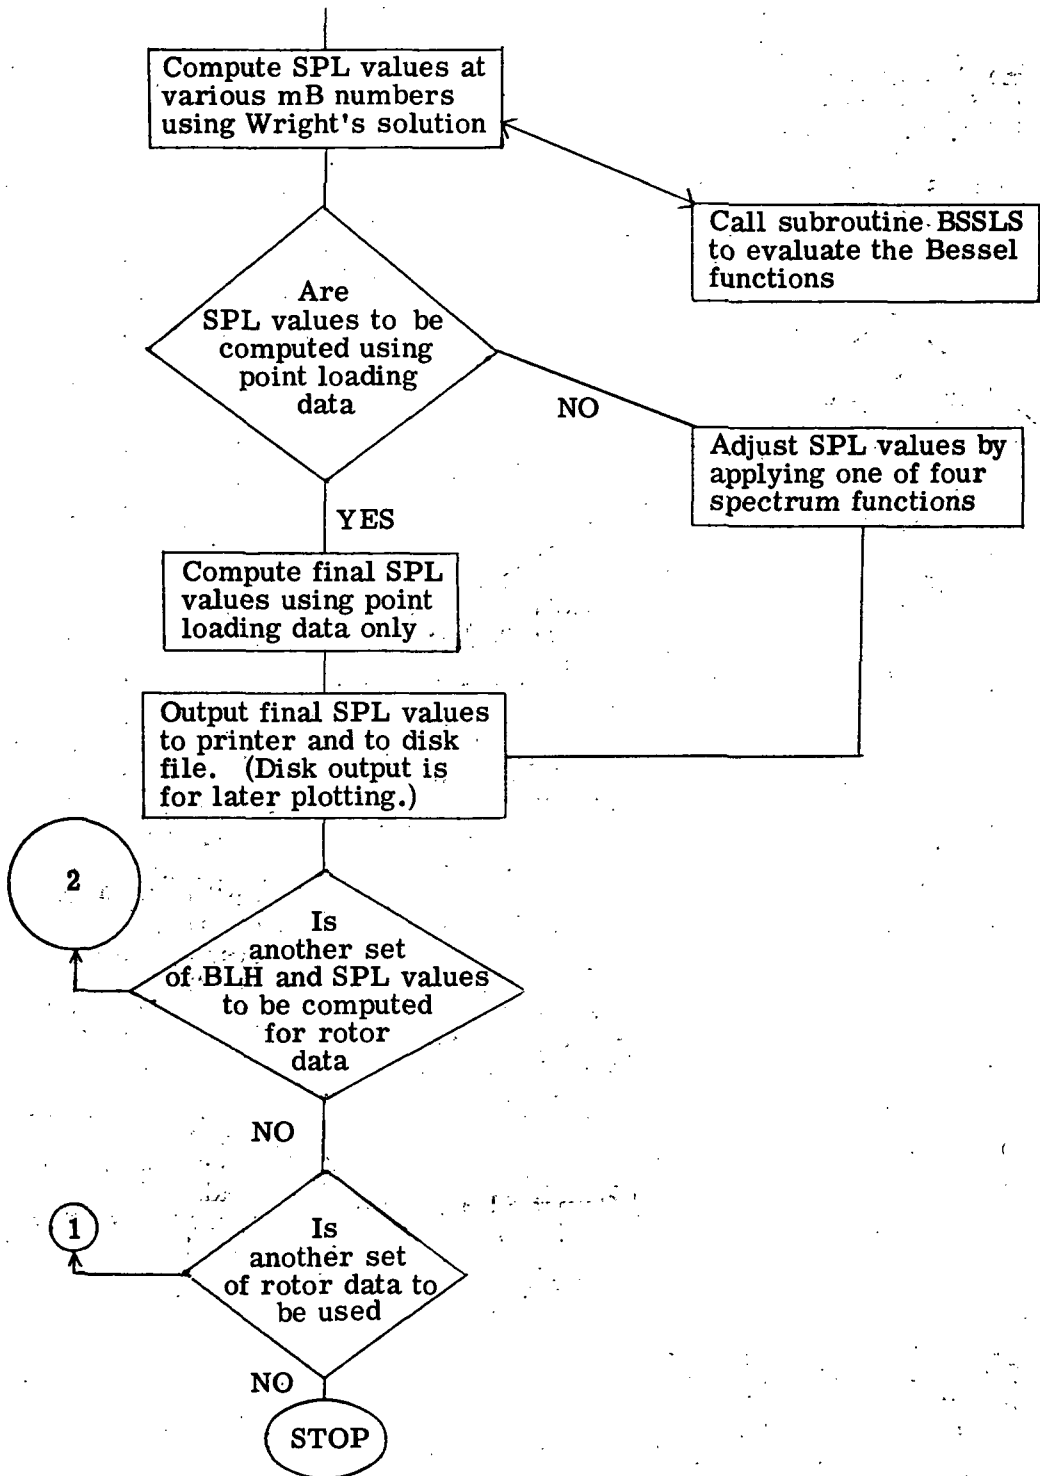 Compute SPL values at
various mB numbers
using Wright's solution
Call subroutine BSSLS
to evaluate the Bessel
functions
Are
SPL values to be
computed using
point loading
data
NO
Adjust SPL values by
applying one of four
spectrum functions
YES
Compute final SPL
values using point
loading data only
Output final SPL values
to printer and to disk
file. (Disk output is
for later plotting.)
2
Is
another set
of BLH and SPL values
to be computed
for rotor
data
NO
1
Is
another set
of rotor data to
be used
NO
STOP